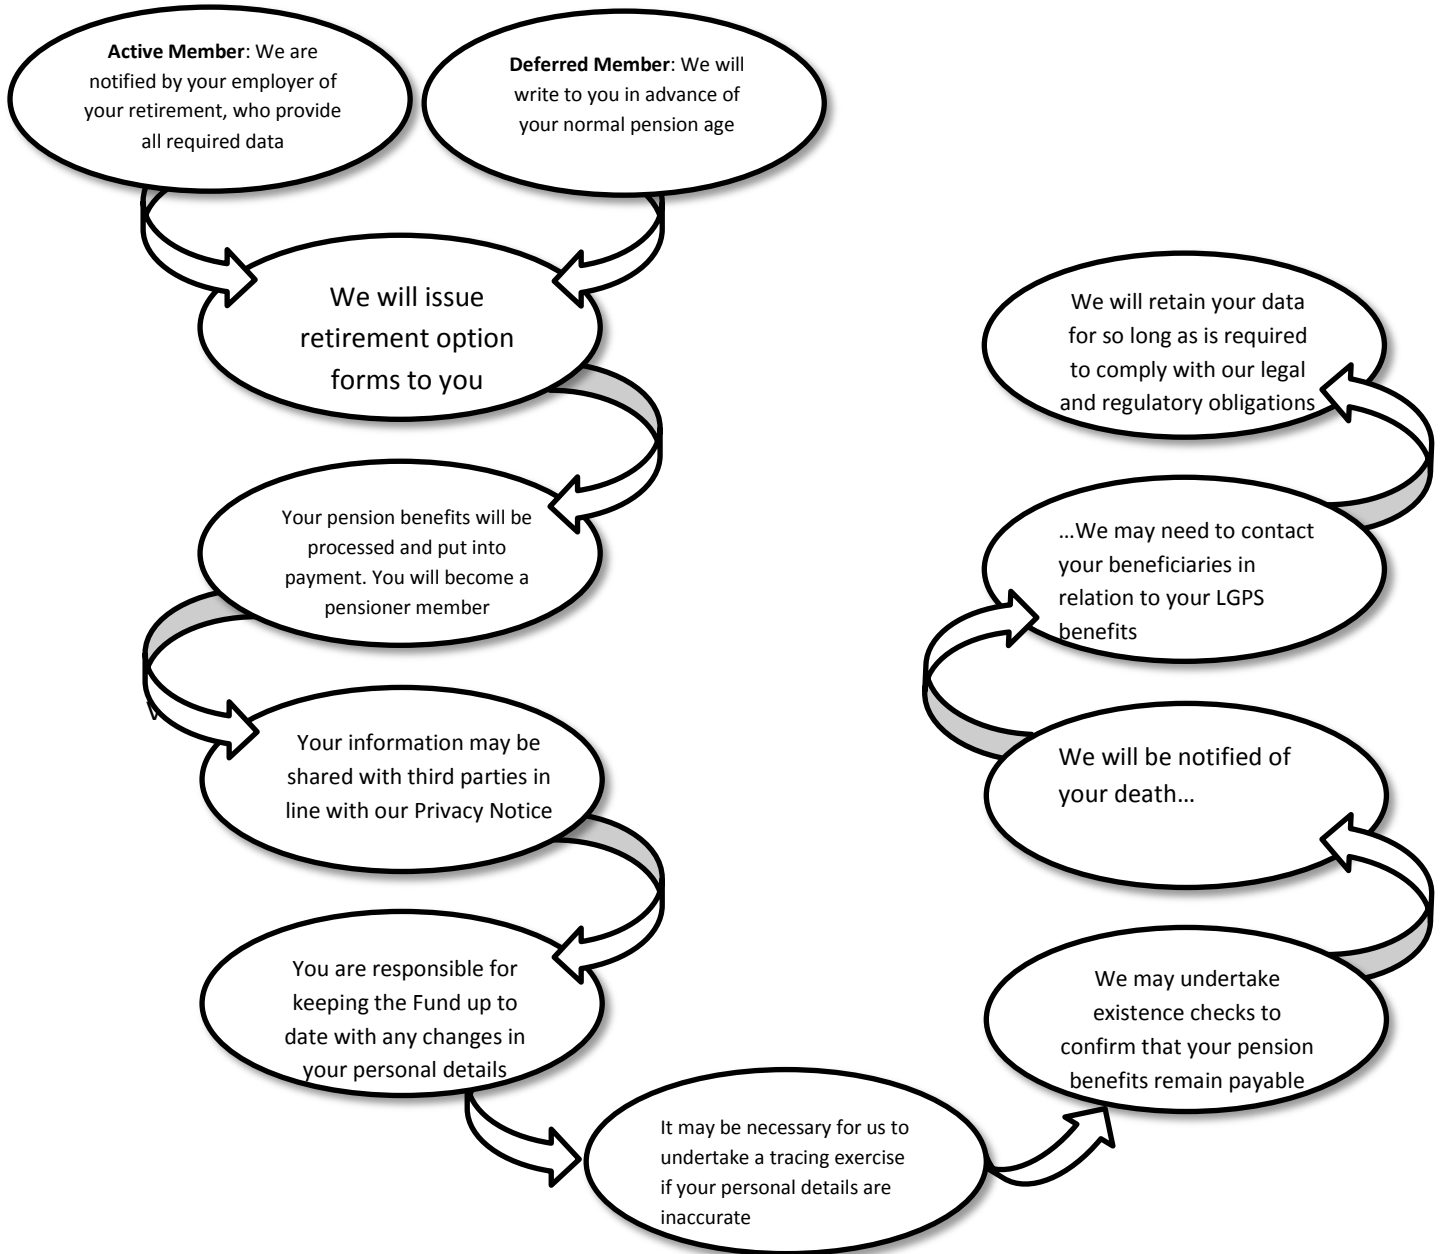 Active Member: We are
notified by your employer of
your retirement, who provide
all required data
Deferred Member: We will
write to you in advance of
your normal pension age
We will issue
retirement option
forms to you
Your pension benefits will be
processed and put into
payment. You will become a
pensioner member
Your information may be
shared with third parties in
line with our Privacy Notice
You are responsible for
keeping the Fund up to
date with any changes in
your personal details
It may be necessary for us to
undertake a tracing exercise
if your personal details are
inaccurate
We may undertake
existence checks to
confirm that your pension
benefits remain payable
We will be notified of
your death…
…We may need to contact
your beneficiaries in
relation to your LGPS
benefits
We will retain your data
for so long as is required
to comply with our legal
and regulatory obligations